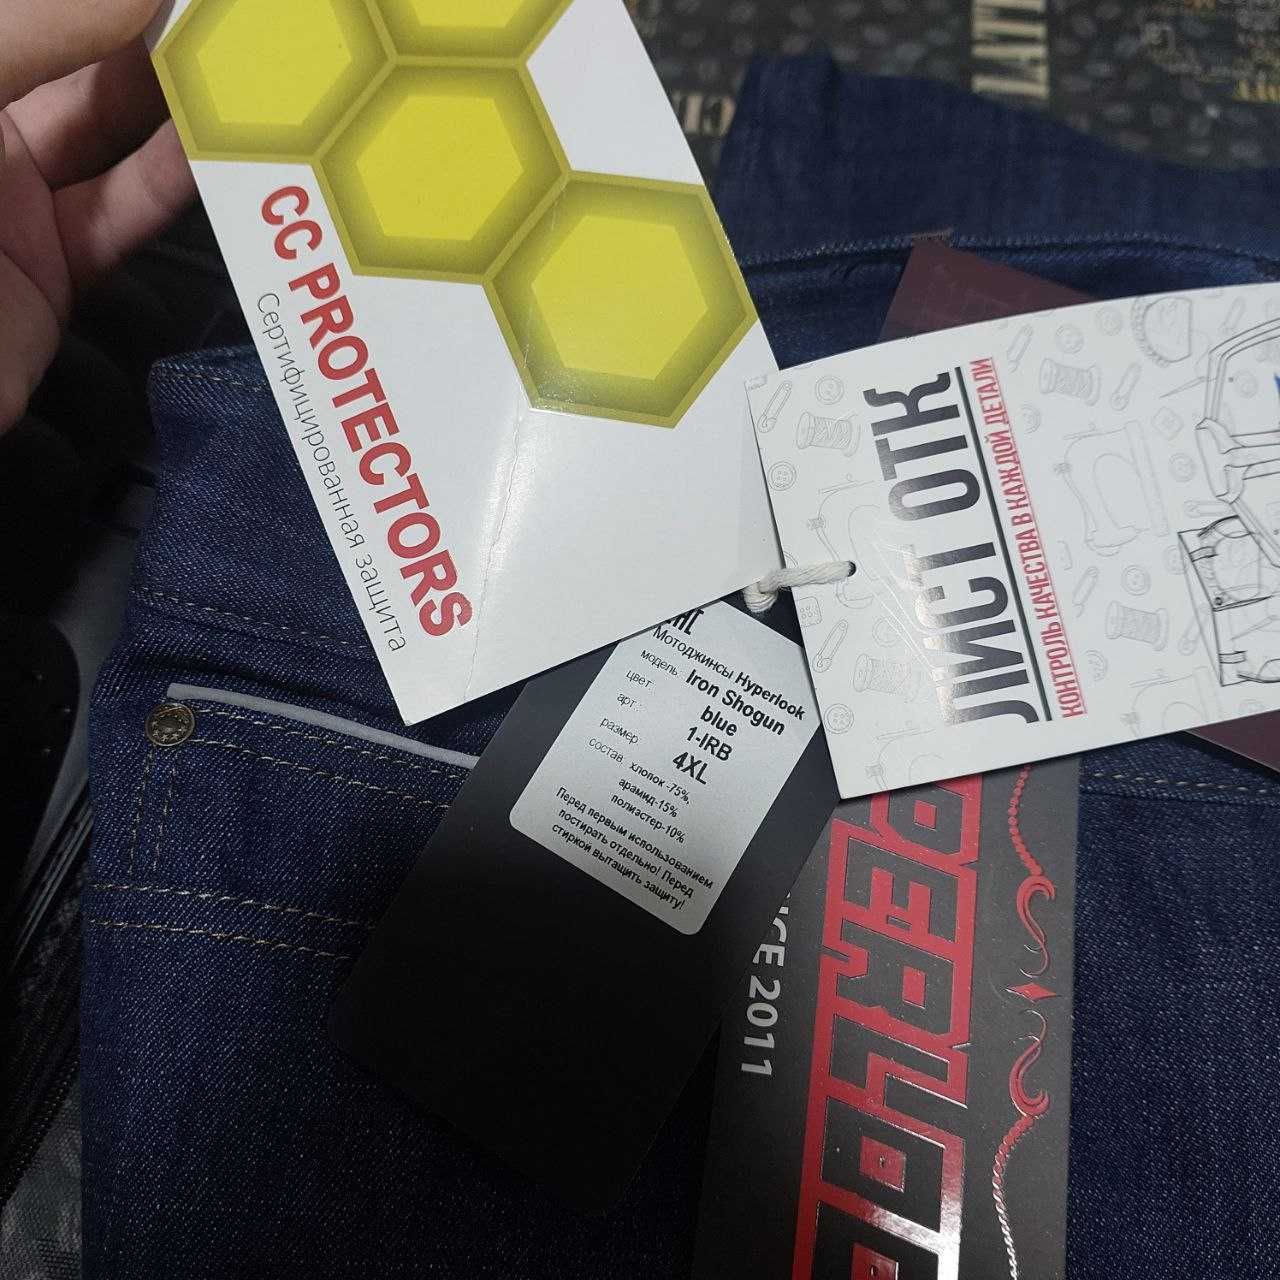 CC PROTECTORS
Сертифицированная защита
ЛИСТ ОТК
КОНТРОЛЬ КАЧЕСТВА В КАЖДОЙ ДЕТАЛИ
EAC
Мотоджинсы Hyperlook
модель Iron Shogun
цвет: blue
арт.: 1-IRB
размер 4XL
состав: хлопок -75%,
арамид-15%
полиастер-10%
Перед первым использованием
постирать отдельно! Перед
стиркой вытащить защиту!
2011